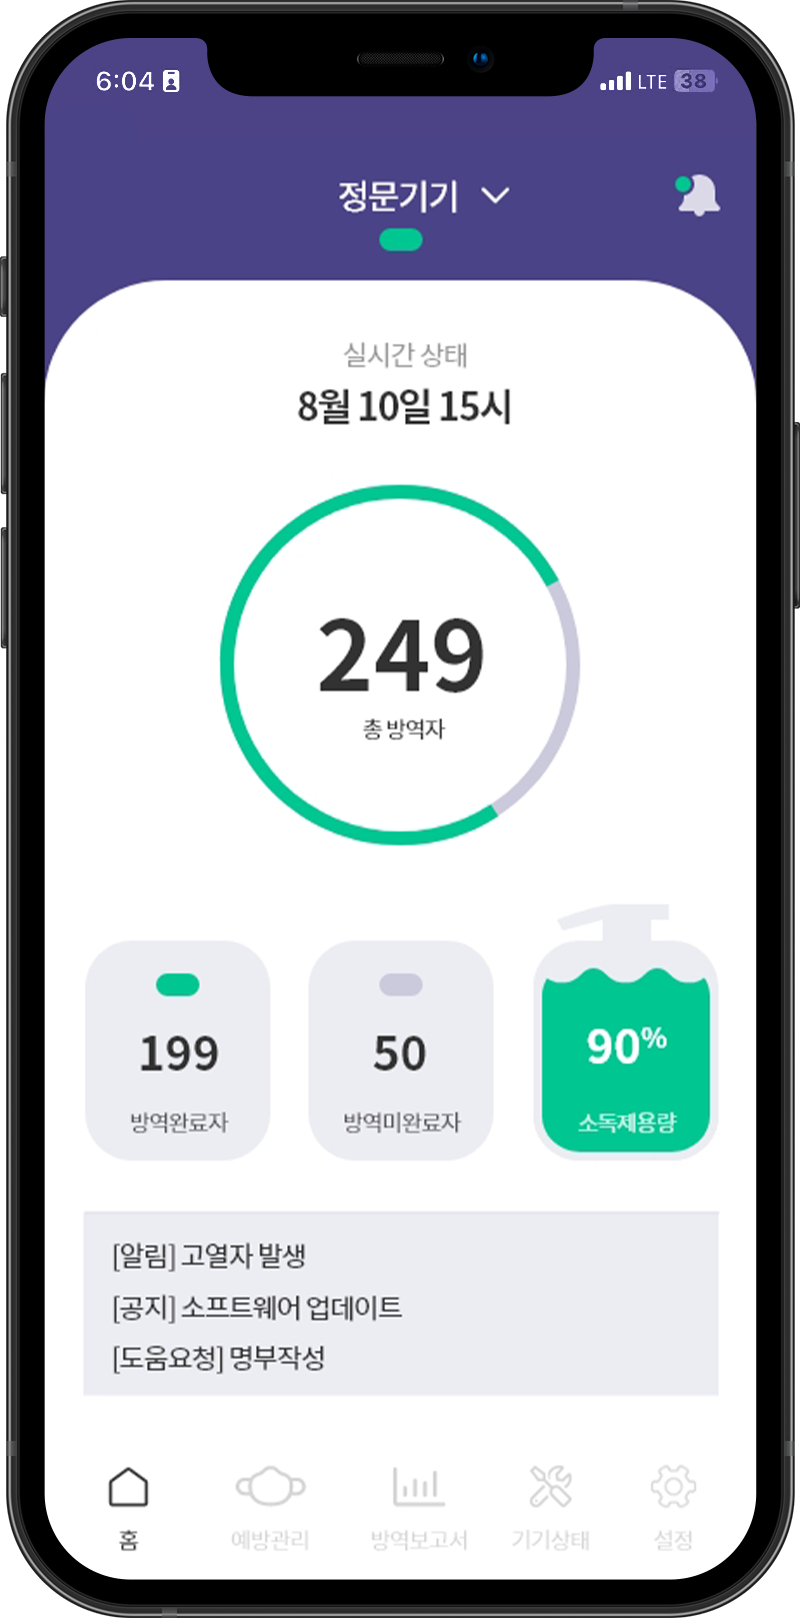 6:04
LTE 38
정문기기
실시간 상태
8월 10일 15시
249
총 방역자
199
방역완료자
50
방역미완료자
90%
소독제용량
[알림] 고열자 발생
[공지] 소프트웨어 업데이트
[도움요청] 명부작성
홈
예방관리
방역보고서
기기상태
설정